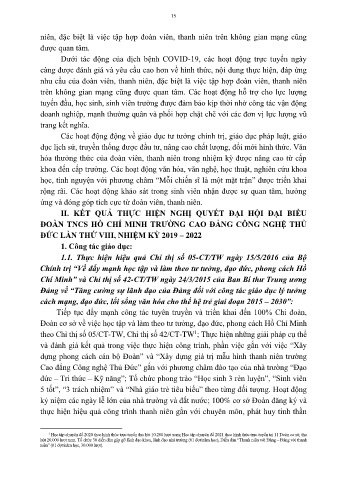 15
niên, đặc biệt là việc tập hợp đoàn viên, thanh niên trên không gian mạng cũng
được quan tâm.
Dưới tác động của dịch bệnh COVID-19, các hoạt động trực tuyến ngày
càng được đánh giá và yêu cầu cao hơn về hình thức, nội dung thực hiện, đáp ứng
nhu cầu của đoàn viên, thanh niên, đặc biệt là việc tập hợp đoàn viên, thanh niên
trên không gian mạng cũng được quan tâm. Các hoạt động hỗ trợ cho lực lượng
tuyến đầu, học sinh, sinh viên trường được đảm bảo kịp thời nhờ công tác vận động
doanh nghiệp, mạnh thường quân và phối hợp chặt chẽ với các đơn vị lực lượng vũ
trang kết nghĩa.
Các hoạt động động về giáo dục tư tưởng chính trị, giáo dục pháp luật, giáo
dục lịch sử, truyền thống được đầu tư, nâng cao chất lượng, đổi mới hình thức. Văn
hóa thưởng thức của đoàn viên, thanh niên trong nhiệm kỳ được nâng cao từ cấp
khoa đến cấp trường. Các hoạt động văn hóa, văn nghệ, học thuật, nghiên cứu khoa
học, tình nguyện với phương châm “Mỗi chiến sĩ là một mặt trận” được triển khai
rộng rãi. Các hoạt động khảo sát trong sinh viên nhận được sự quan tâm, hưởng
ứng và đóng góp tích cực từ đoàn viên, thanh niên.
II. KẾT QUẢ THỰC HIỆN NGHỊ QUYẾT ĐẠI HỘI ĐẠI BIỂU
ĐOÀN TNCS HỒ CHÍ MINH TRƯỜNG CAO ĐẲNG CÔNG NGHỆ THỦ
ĐỨC LẦN THỨ VIII, NHIỆM KỲ 2019 – 2022
1. Công tác giáo dục:
1.1. Thực hiện hiệu quả Chỉ thị số 05-CT/TW ngày 15/5/2016 của Bộ
Chính trị “Về đẩy mạnh học tập và làm theo tư tưởng, đạo đức, phong cách Hồ
Chí Minh” và Chỉ thị số 42-CT/TW ngày 24/3/2015 của Ban Bí thư Trung ương
Đảng về “Tăng cường sự lãnh đạo của Đảng đối với công tác giáo dục lý tưởng
cách mạng, đạo đức, lối sống văn hóa cho thế hệ trẻ giai đoạn 2015 – 2030”:
Tiếp tục đẩy mạnh công tác tuyên truyền và triển khai đến 100% Chi đoàn,
Đoàn cơ sở về việc học tập và làm theo tư tưởng, đạo đức, phong cách Hồ Chí Minh
theo Chỉ thị số 05/CT-TW, Chỉ thị số 42/CT-TW¹; Thực hiện những giải pháp cụ thể
và đánh giá kết quả trong việc thực hiện công trình, phần việc gắn với việc “Xây
dựng phong cách cán bộ Đoàn” và “Xây dựng giá trị mẫu hình thanh niên trường
Cao đẳng Công nghệ Thủ Đức” gắn với phương châm đào tạo của nhà trường “Đạo
đức – Tri thức – Kỹ năng”; Tổ chức phong trào “Học sinh 3 rèn luyện”, “Sinh viên
5 tốt”, “3 trách nhiệm” và “Nhà giáo trẻ tiêu biểu” theo từng đối tượng. Hoạt động
kỷ niệm các ngày lễ lớn của nhà trường và đất nước; 100% cơ sở Đoàn đăng ký và
thực hiện hiệu quả công trình thanh niên gắn với chuyên môn, phát huy tinh thần